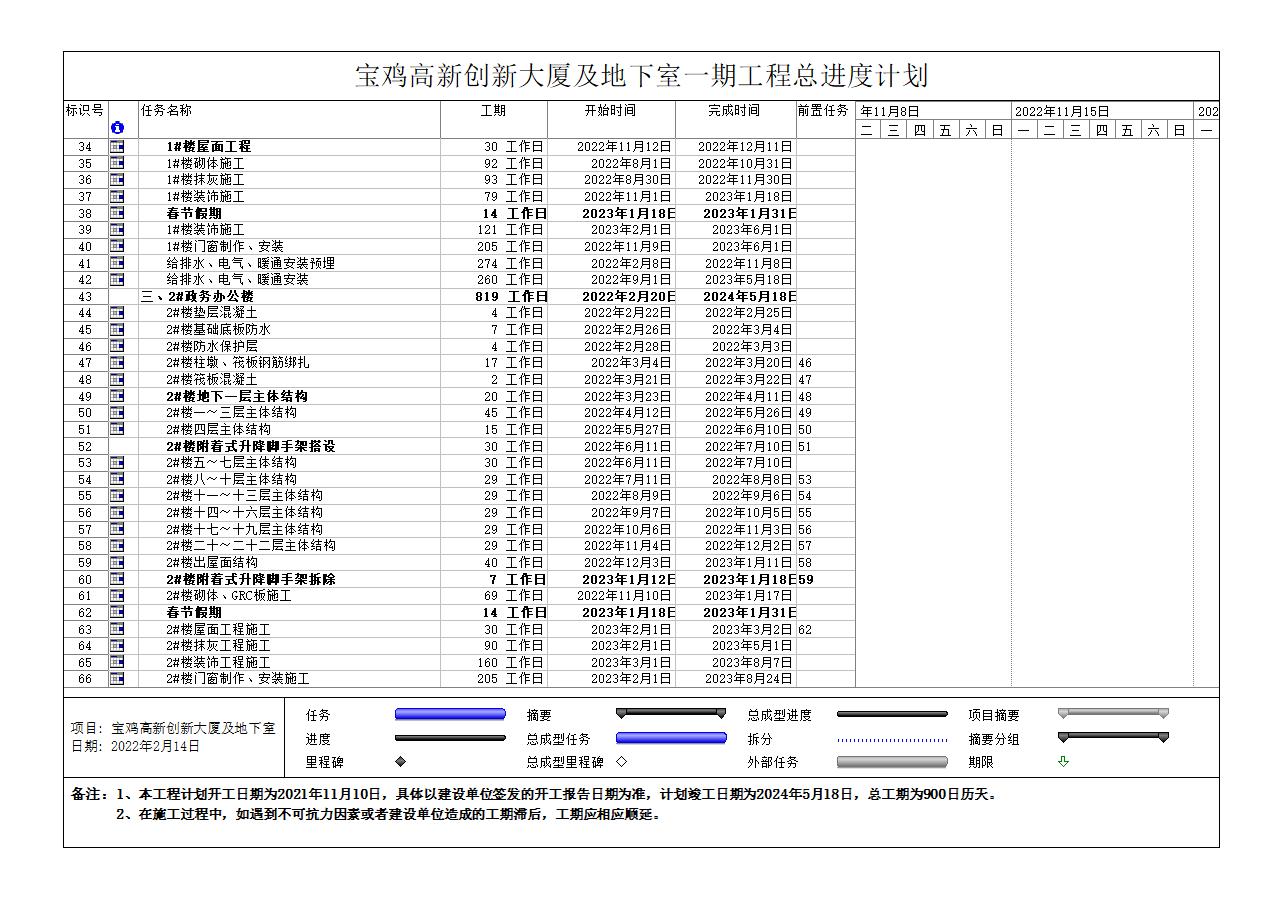 宝鸡高新创新大厦及地下室一期工程总进度计划
标识号 任务名称 工期 开始时间 完成时间 前置任务 年11月8日 2022年11月15日 202
二 三 四 五 六 日 一 二 三 四 五 六 日 一
34 1#楼屋面工程 30 工作日 2022年11月12日 2022年12月11日
35 1#楼砌体施工 92 工作日 2022年8月1日 2022年10月31日
36 1#楼抹灰施工 93 工作日 2022年8月30日 2022年11月30日
37 1#楼装饰施工 79 工作日 2022年11月1日 2023年1月18日
38 春节假期 14 工作日 2023年1月18日 2023年1月31日
39 1#楼装饰施工 121 工作日 2023年2月1日 2023年6月1日
40 1#楼门窗制作、安装 205 工作日 2022年11月9日 2023年6月1日
41 给排水、电气、暖通安装预埋 274 工作日 2022年2月8日 2022年11月8日
42 给排水、电气、暖通安装 260 工作日 2022年9月1日 2023年5月18日
43 三、2#政务办公楼 819 工作日 2022年2月20日 2024年5月18日
44 2#楼垫层混凝土 4 工作日 2022年2月22日 2022年2月25日
45 2#楼基础底板防水 7 工作日 2022年2月26日 2022年3月4日
46 2#楼防水保护层 4 工作日 2022年2月28日 2022年3月3日
47 2#楼柱墩、筏板钢筋绑扎 17 工作日 2022年3月4日 2022年3月20日 46
48 2#楼筏板混凝土 2 工作日 2022年3月21日 2022年3月22日 47
49 2#楼地下一层主体结构 20 工作日 2022年3月23日 2022年4月11日 48
50 2#楼一～三层主体结构 45 工作日 2022年4月12日 2022年5月26日 49
51 2#楼四层主体结构 15 工作日 2022年5月27日 2022年6月10日 50
52 2#楼附着式升降脚手架搭设 30 工作日 2022年6月11日 2022年7月10日 51
53 2#楼五～七层主体结构 30 工作日 2022年6月11日 2022年7月10日
54 2#楼八～十层主体结构 29 工作日 2022年7月11日 2022年8月8日 53
55 2#楼十一～十三层主体结构 29 工作日 2022年8月9日 2022年9月6日 54
56 2#楼十四～十六层主体结构 29 工作日 2022年9月7日 2022年10月5日 55
57 2#楼十七～十九层主体结构 29 工作日 2022年10月6日 2022年11月3日 56
58 2#楼二十～二十二层主体结构 29 工作日 2022年11月4日 2022年12月2日 57
59 2#楼出屋面结构 40 工作日 2022年12月3日 2023年1月11日 58
60 2#楼附着式升降脚手架拆除 7 工作日 2023年1月12日 2023年1月18日 59
61 2#楼砌体、GRC板施工 69 工作日 2022年11月10日 2023年1月17日
62 春节假期 14 工作日 2023年1月18日 2023年1月31日
63 2#楼屋面工程施工 30 工作日 2023年2月1日 2023年3月2日 62
64 2#楼抹灰工程施工 90 工作日 2023年2月1日 2023年5月1日
65 2#楼装饰工程施工 160 工作日 2023年3月1日 2023年8月7日
66 2#楼门窗制作、安装施工 205 工作日 2023年2月1日 2023年8月24日
项目: 宝鸡高新创新大厦及地下室
日期: 2022年2月14日
任务 摘要 总成型进度 项目摘要
进度 总成型任务 拆分 摘要分组
里程碑 总成型里程碑 外部任务 期限
备注：1、本工程计划开工日期为2021年11月10日，具体以建设单位签发的开工报告日期为准，计划竣工日期为2024年5月18日，总工期为900日历天。
2、在施工过程中，如遇到不可抗力因素或者建设单位造成的工期滞后，工期应相应顺延。